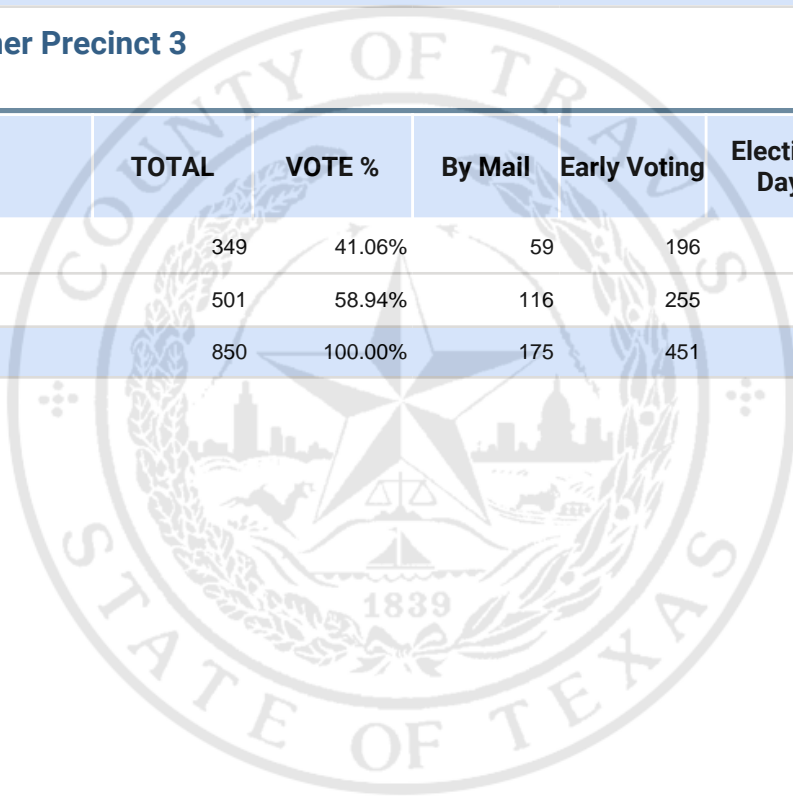 ner Precinct 3
TOTAL VOTE % By Mail Early Voting Electi
Day
349 41.06% 59 196
501 58.94% 116 255
850 100.00% 175 451
COUNTY OF TRAVIS
1839
STATE OF TEXAS